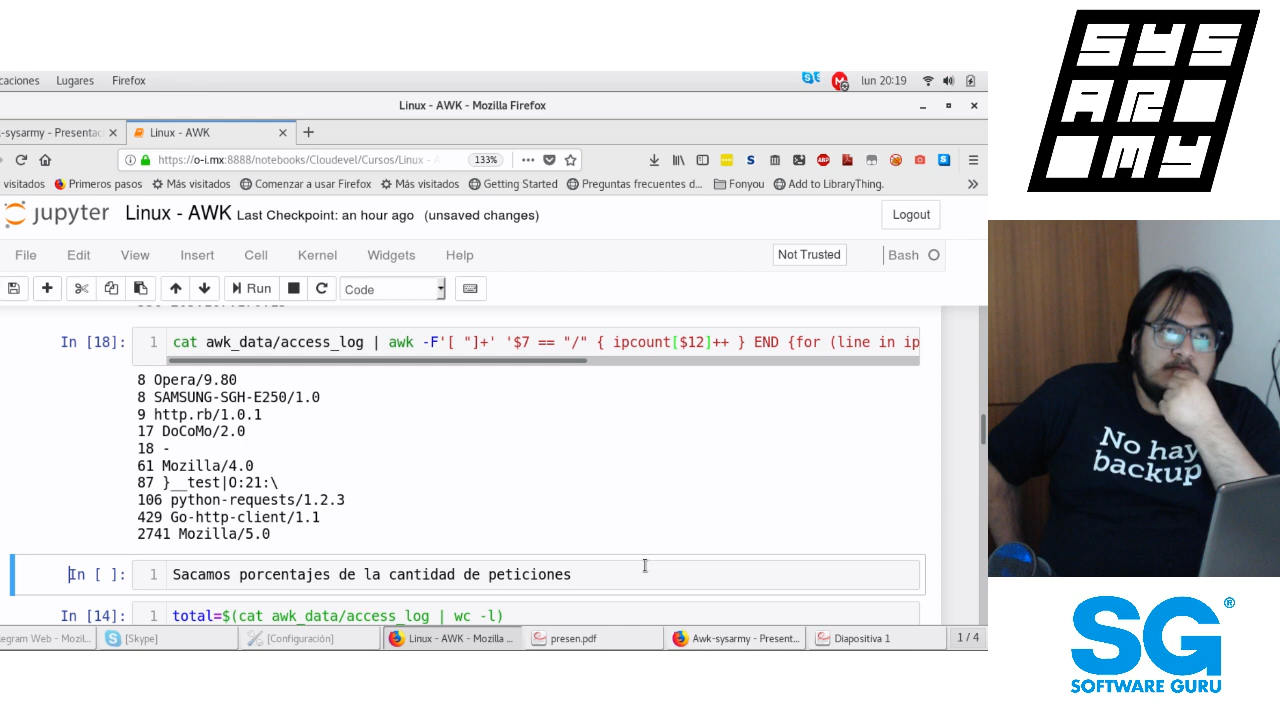 caciones Lugares Firefox lun 20:19
Linux - AWK - Mozilla Firefox
-sysarmy - Presentac Linux - AWK
https://o-i.mx:8888/notebooks/Cloudevel/Cursos/Linux - A 133%
visitados Primeros pasos Más visitados Comenzar a usar Firefox Más visitados Getting Started Preguntas frecuentes d... Fonyou Add to LibraryThing.
jupyter Linux - AWK Last Checkpoint: an hour ago (unsaved changes) Logout
File Edit View Insert Cell Kernel Widgets Help Not Trusted Bash
Run Code
In [18]: 1 cat awk_data/access_log | awk -F'[ "]+' '$7 == "/" { ipcount[$12]++ } END {for (line in ip
8 Opera/9.80
8 SAMSUNG-SGH-E250/1.0
9 http.rb/1.0.1
17 DoCoMo/2.0
18 -
61 Mozilla/4.0
87 }__test|O:21:\
106 python-requests/1.2.3
429 Go-http-client/1.1
2741 Mozilla/5.0
In [ ]: 1 Sacamos porcentajes de la cantidad de peticiones
In [14]: 1 total=$(cat awk_data/access_log | wc -l)
legram Web - Mozil... [Skype] [Configuración] Linux - AWK - Mozilla ... presen.pdf Awk-sysarmy - Present... Diapositiva 1 1 / 4
SYS
AR
MY
No hay
backup
SG®
SOFTWARE GURU